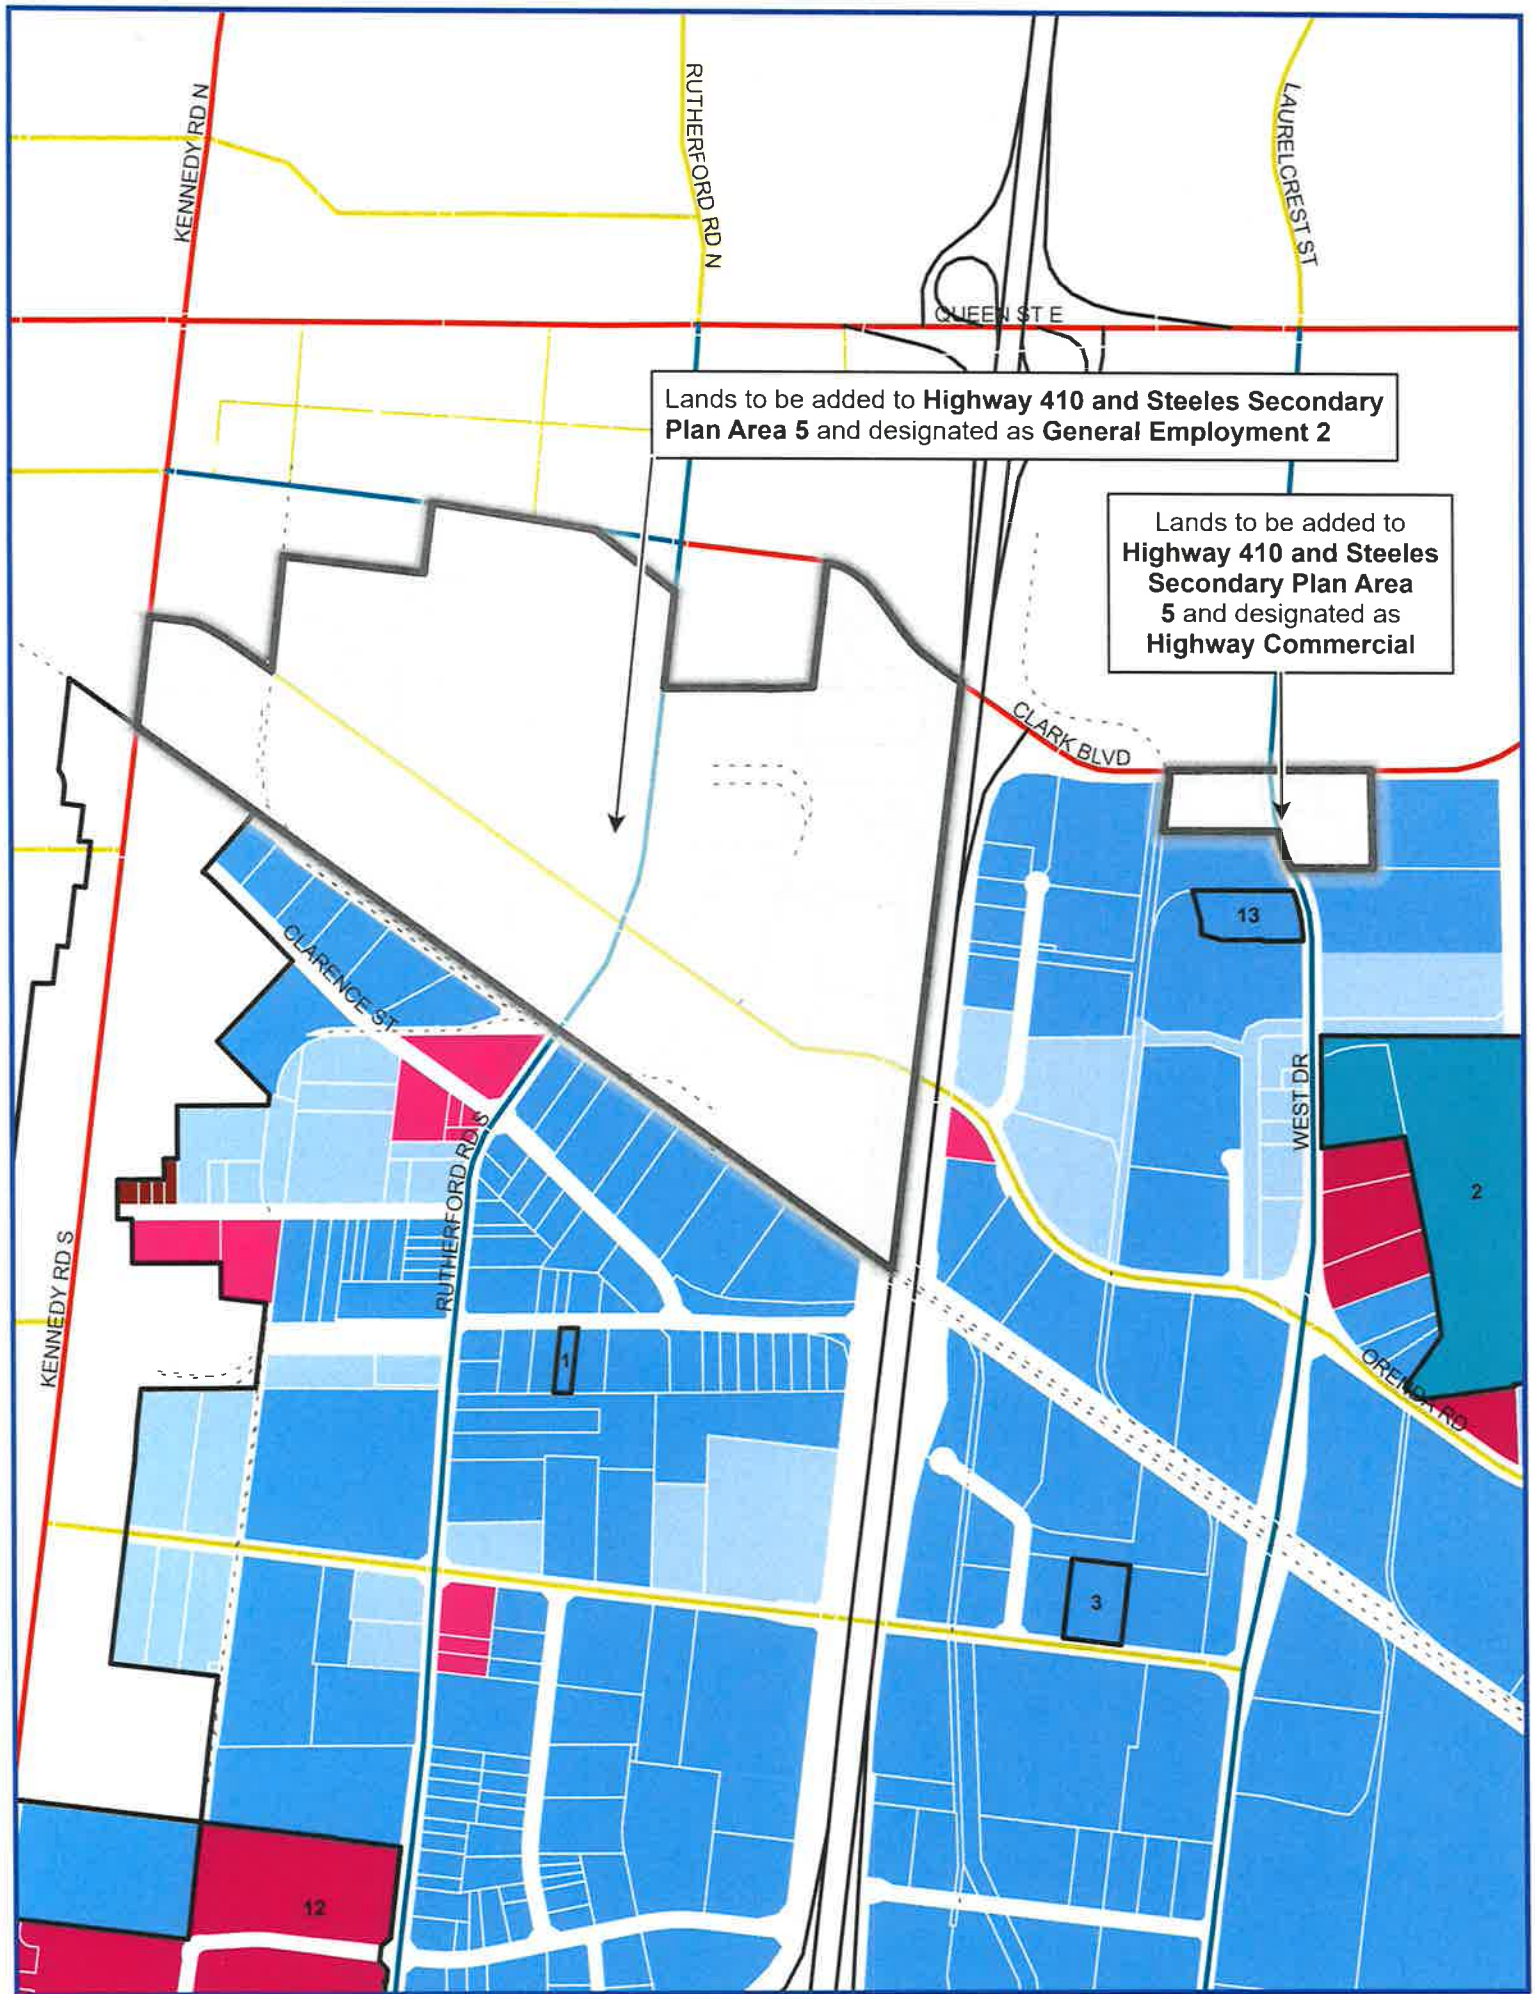 KENNEDY RD N
RUTHERFORD RD N
LAURELCREST ST
QUEEN ST E
Lands to be added to Highway 410 and Steeles Secondary
Plan Area 5 and designated as General Employment 2
Lands to be added to
Highway 410 and Steeles
Secondary Plan Area
5 and designated as
Highway Commercial
CLARK BLVD
13
CLARENCE ST
WEST DR
RUTHERFORD RD S
2
KENNEDY RD S
1
ORENDA RD
3
12